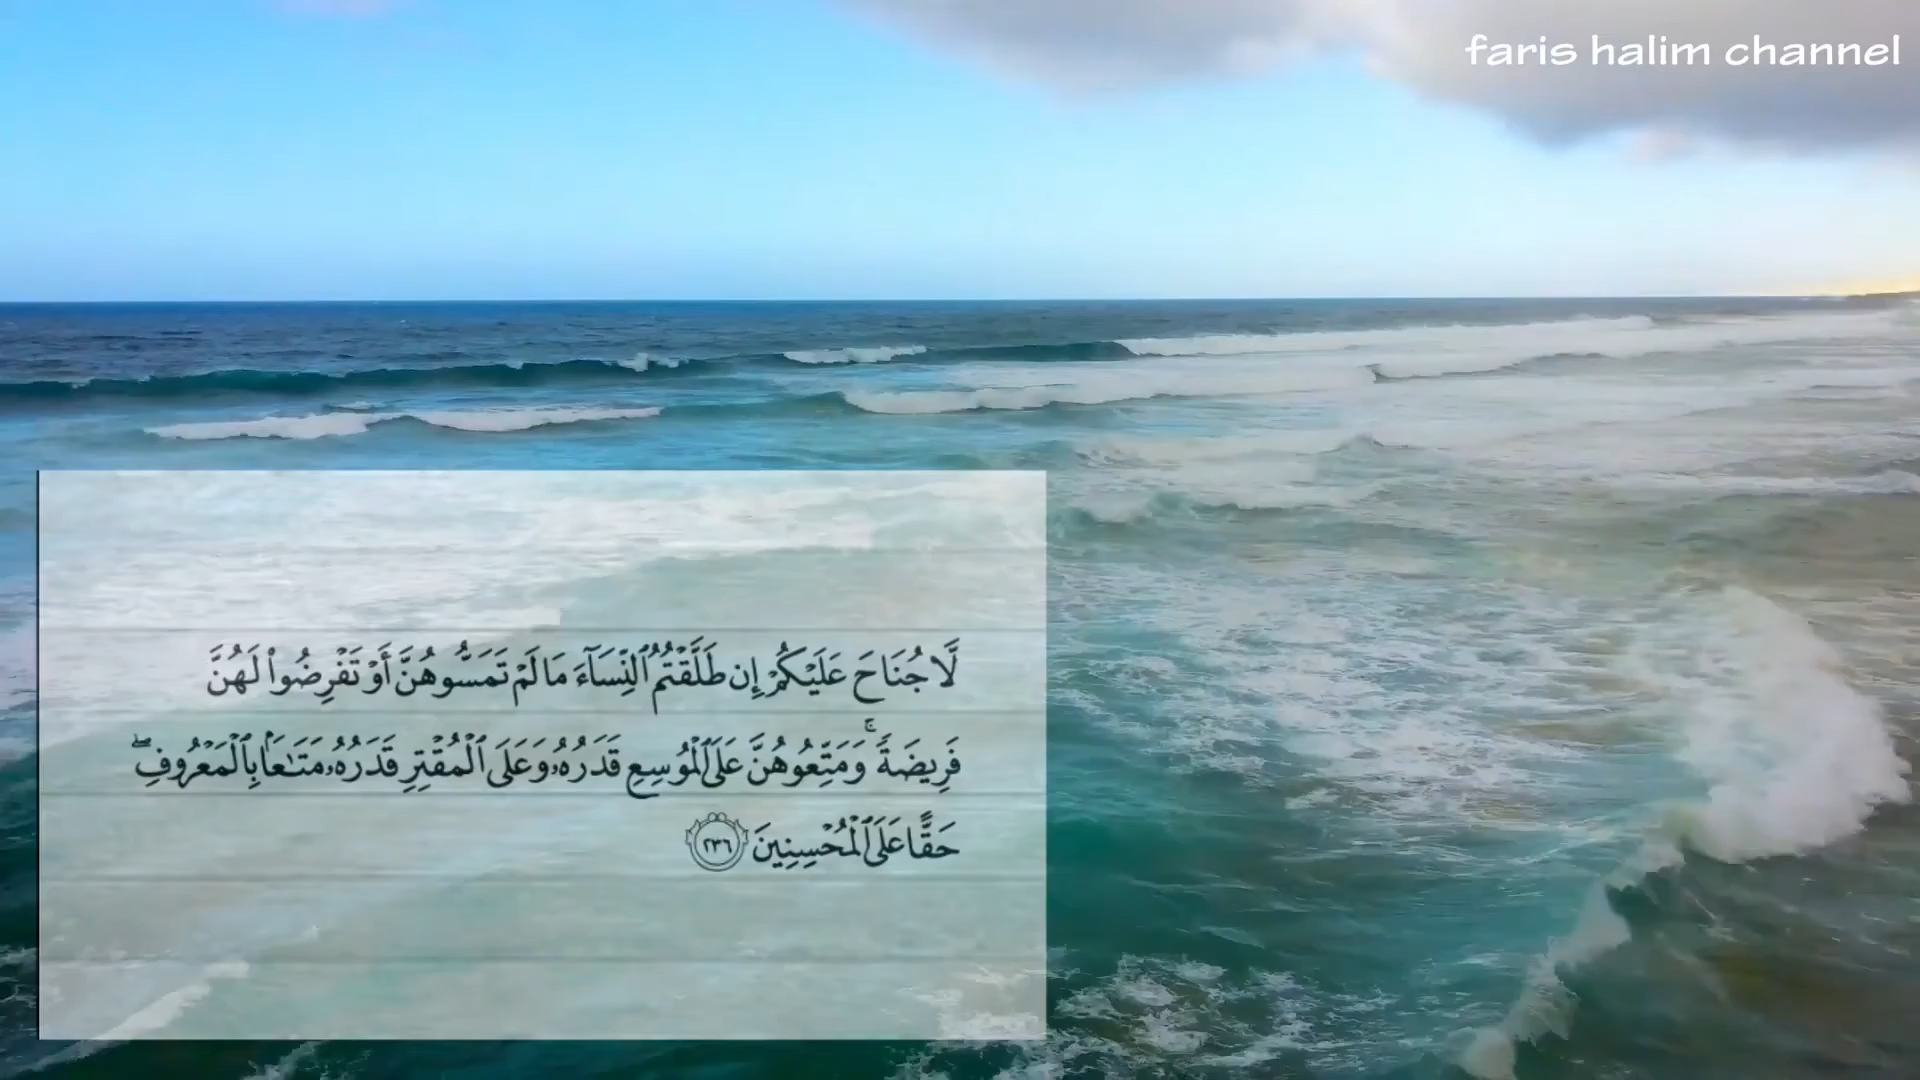 faris halim channel
لَّا جُنَاحَ عَلَيْكُمْ إِن طَلَّقْتُمُ ٱلنِّسَآءَ مَا لَمْ تَمَسُّوهُنَّ أَوْ تَفْرِضُوا۟ لَهُنَّ
فَرِيضَةً ۚ وَمَتِّعُوهُنَّ عَلَى ٱلْمُوسِعِ قَدَرُهُۥ وَعَلَى ٱلْمُقْتِرِ قَدَرُهُۥ مَتَـٰعًۢا بِٱلْمَعْرُوفِ ۖ
حَقًّا عَلَى ٱلْمُحْسِنِينَ ٢٣٦